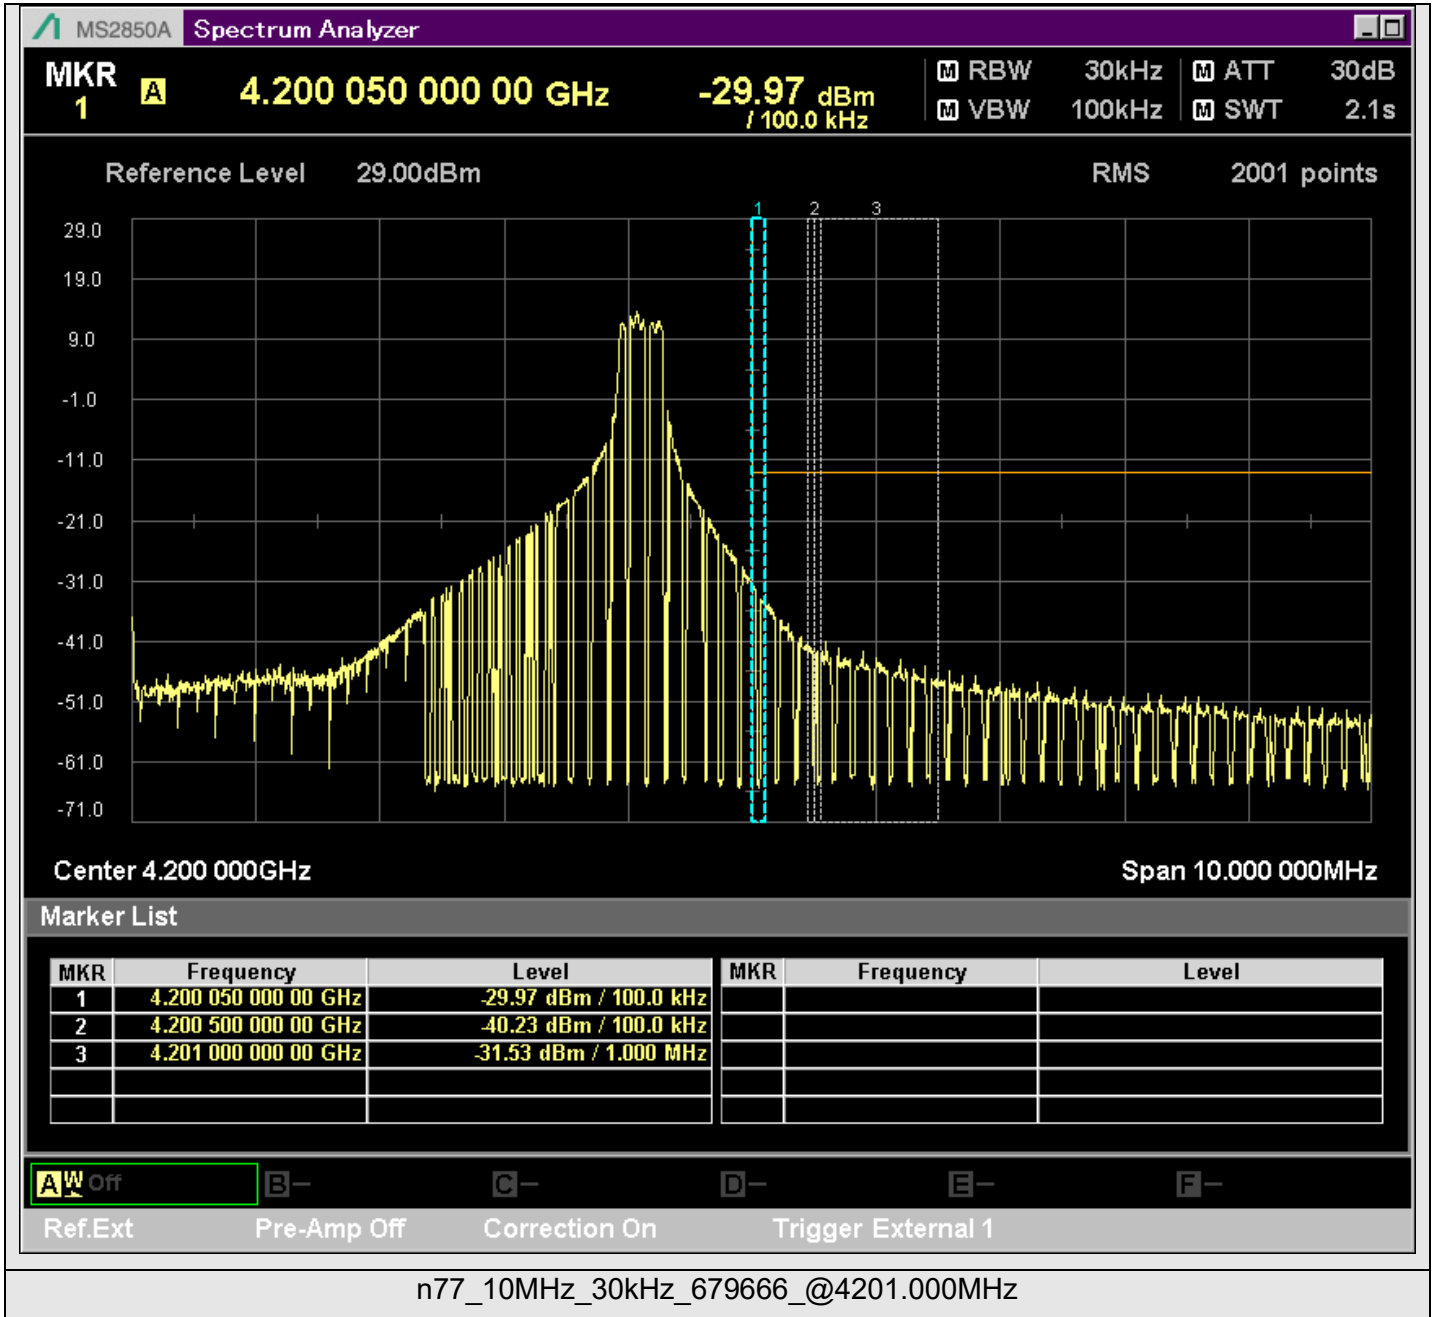 MS2850A Spectrum Analyzer
MKR 1 A 4.200 050 000 00 GHz -29.97 dBm / 100.0 kHz
M RBW 30kHz M ATT 30dB
M VBW 100kHz M SWT 2.1s
Reference Level 29.00dBm RMS 2001 points
1 2 3
29.0
19.0
9.0
-1.0
-11.0
-21.0
-31.0
-41.0
-51.0
-61.0
-71.0
Center 4.200 000GHz Span 10.000 000MHz
Marker List
MKR Frequency Level MKR Frequency Level
1 4.200 050 000 00 GHz -29.97 dBm / 100.0 kHz
2 4.200 500 000 00 GHz -40.23 dBm / 100.0 kHz
3 4.201 000 000 00 GHz -31.53 dBm / 1.000 MHz
A W Off B — C — D — E — F —
Ref.Ext Pre-Amp Off Correction On Trigger External 1
n77_10MHz_30kHz_679666_@4201.000MHz